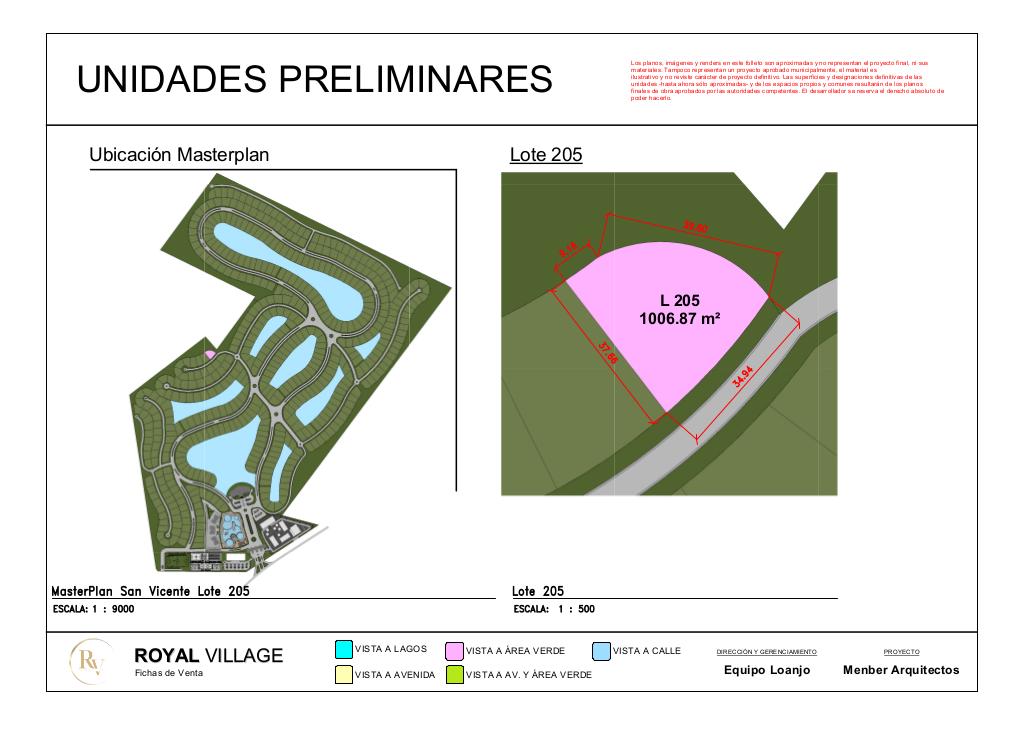 UNIDADES PRELIMINARES
Los planos, imágenes y renders en este folleto son aproximadas y no representan el proyecto final, ni sus
materiales. Tampoco representan un proyecto aprobado municipalmente, el material es
ilustrativo y no reviste carácter de proyecto definitivo. Las superficies y designaciones definitivas de las
unidades -hasta ahora sólo aproximadas- y de los espacios propios y comunes resultarán de los planos
finales de obra aprobados por las autoridades competentes. El desarrollador se reserva el derecho absoluto de
poder hacerlo.
Ubicación Masterplan
Lote 205
L 205
1006.87 m²
37.66
34.94
MasterPlan San Vicente Lote 205
ESCALA: 1 : 9000
Lote 205
ESCALA: 1 : 500
RV
ROYAL VILLAGE
Fichas de Venta
VISTA A LAGOS
VISTA A ÁREA VERDE
VISTA A CALLE
VISTA A AVENIDA
VISTA A AV. Y ÁREA VERDE
DIRECCIÓN Y GERENCIAMIENTO
Equipo Loanjo
PROYECTO
Menber Arquitectos